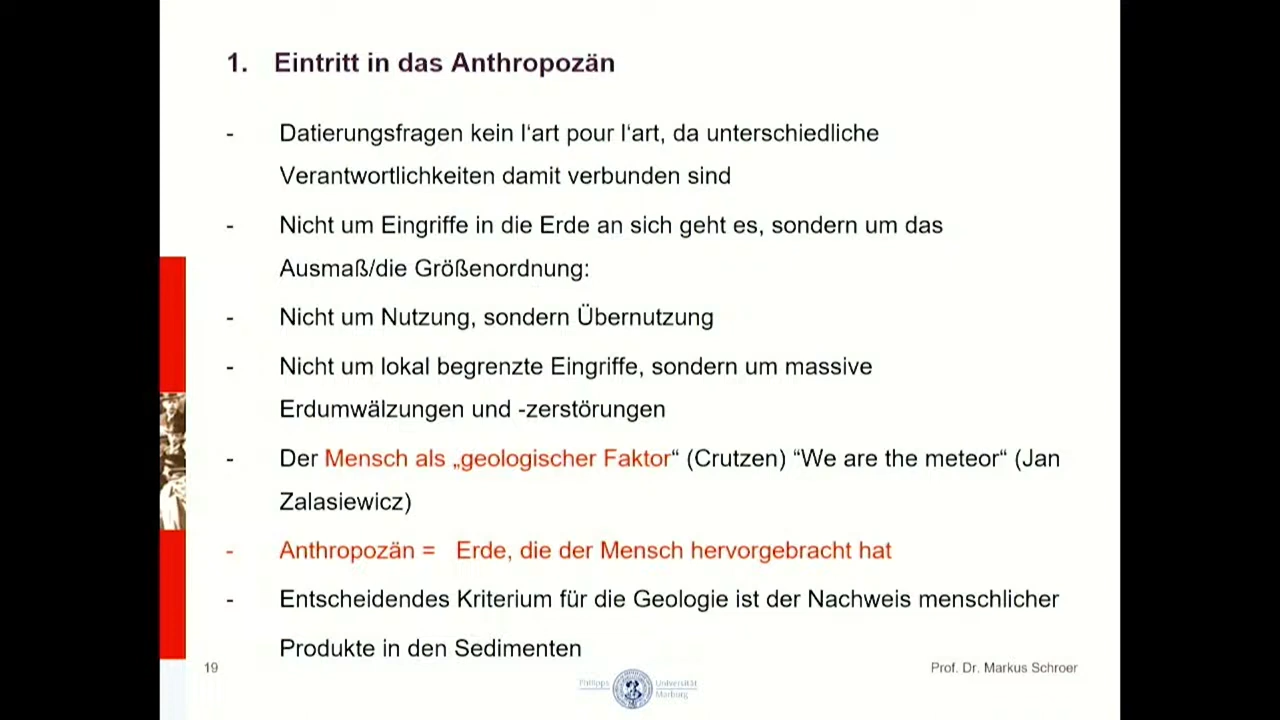 1. Eintritt in das Anthropozän
- Datierungsfragen kein l‘art pour l‘art, da unterschiedliche
Verantwortlichkeiten damit verbunden sind
- Nicht um Eingriffe in die Erde an sich geht es, sondern um das
Ausmaß/die Größenordnung:
- Nicht um Nutzung, sondern Übernutzung
- Nicht um lokal begrenzte Eingriffe, sondern um massive
Erdumwälzungen und -zerstörungen
- Der Mensch als „geologischer Faktor“ (Crutzen) “We are the meteor“ (Jan
Zalasiewicz)
- Anthropozän = Erde, die der Mensch hervorgebracht hat
- Entscheidendes Kriterium für die Geologie ist der Nachweis menschlicher
Produkte in den Sedimenten
19
Prof. Dr. Markus Schroer
Philipps Universität
Marburg